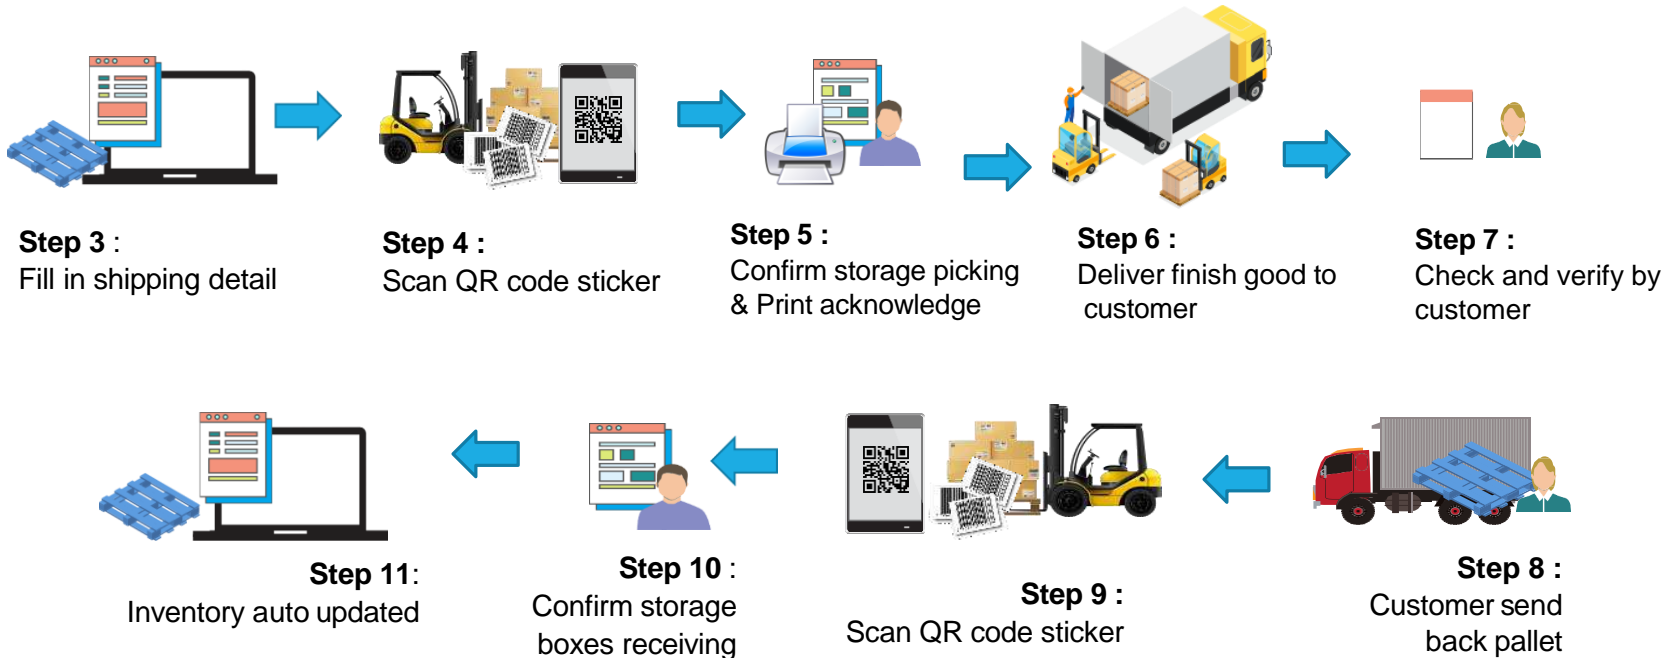 Step 3 :
Fill in shipping detail
Step 4 :
Scan QR code sticker
Step 5 :
Confirm storage picking
& Print acknowledge
Step 6 :
Deliver finish good to
customer
Step 7 :
Check and verify by
customer
Step 11:
Inventory auto updated
Step 10 :
Confirm storage
boxes receiving
Step 9 :
Scan QR code sticker
Step 8 :
Customer send
back pallet